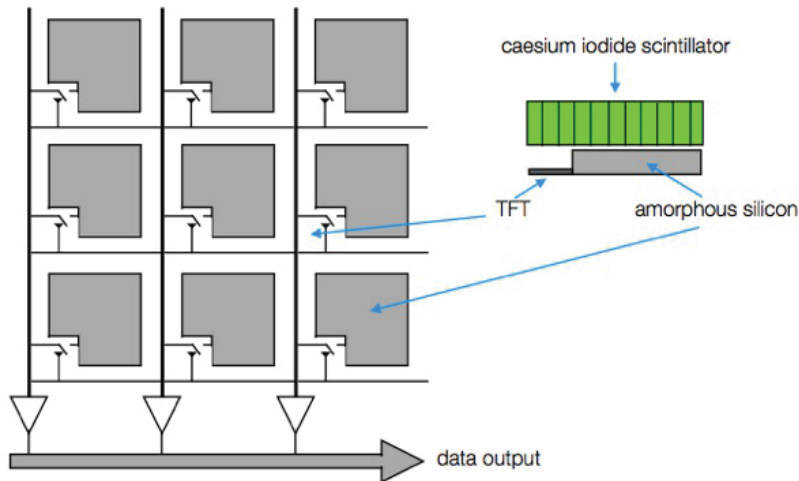 caesium iodide scintillator
TFT
amorphous silicon
data output